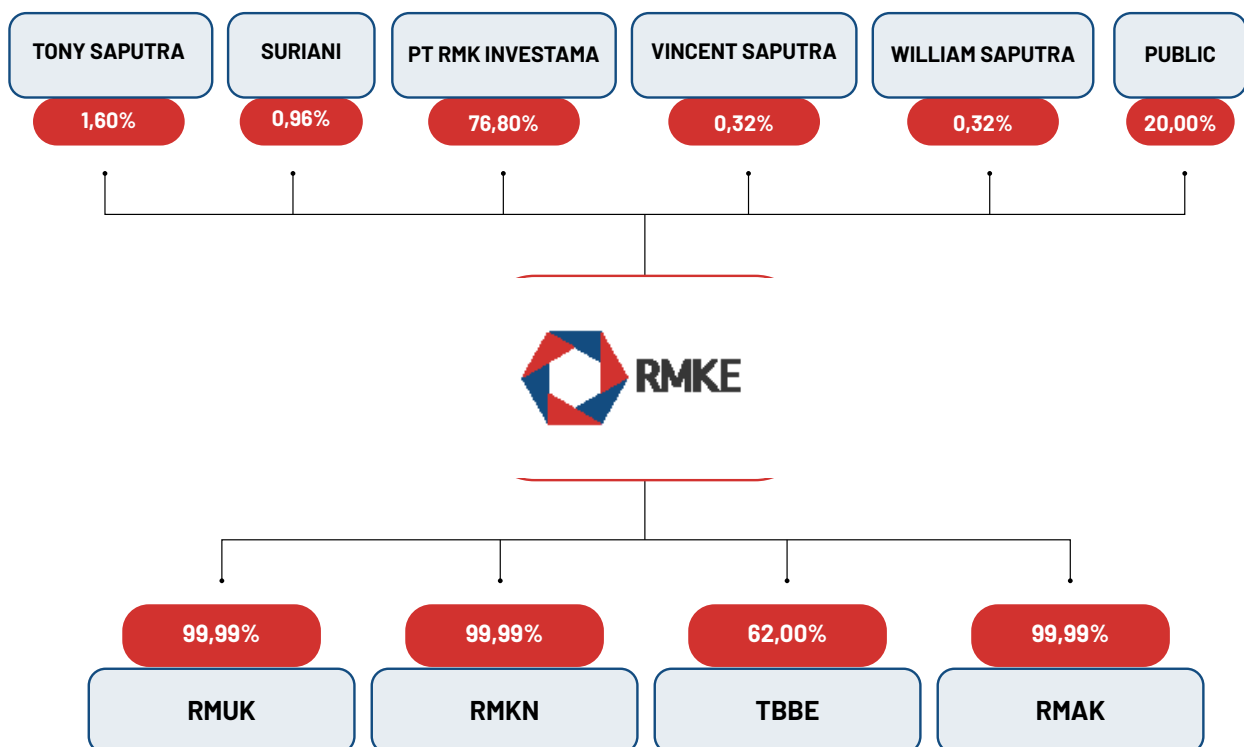 TONY SAPUTRA
SURIANI
PT RMK INVESTAMA
VINCENT SAPUTRA
WILLIAM SAPUTRA
PUBLIC
1,60%
0,96%
76,80%
0,32%
0,32%
20,00%
RMKE
99,99%
99,99%
62,00%
99,99%
RMUK
RMKN
TBBE
RMAK